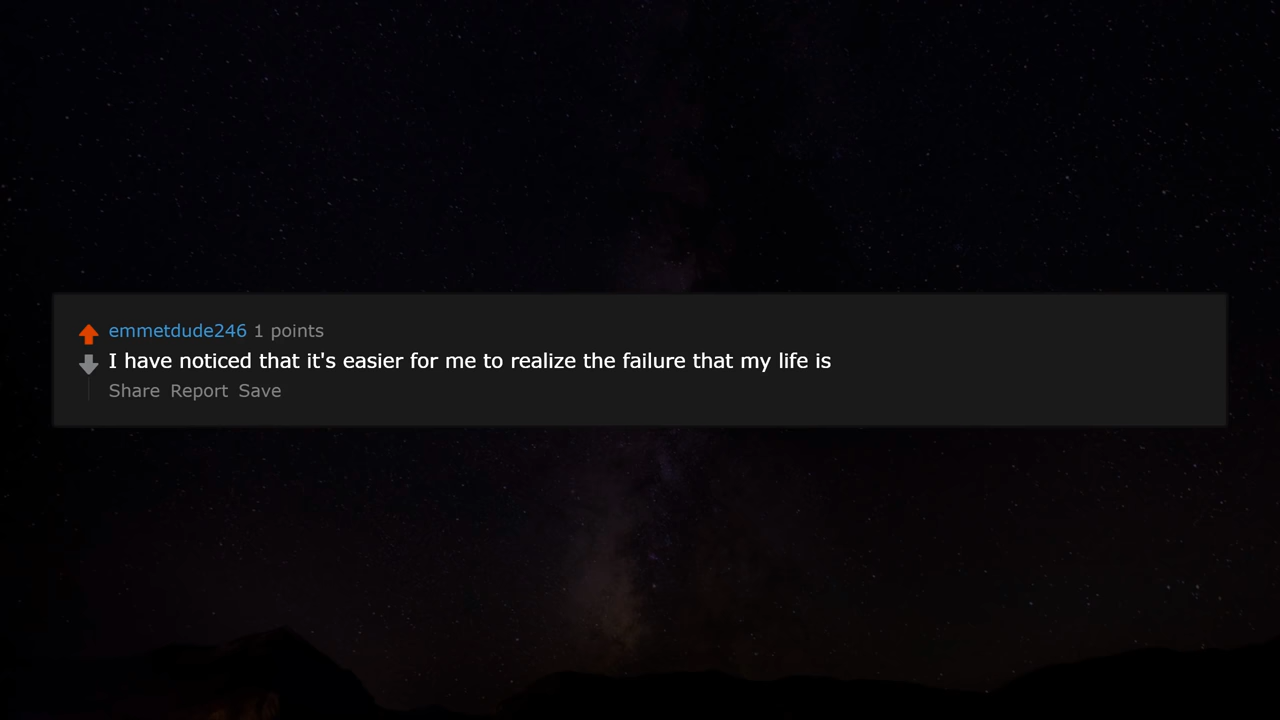 emmetdude246 1 points
I have noticed that it's easier for me to realize the failure that my life is
Share Report Save